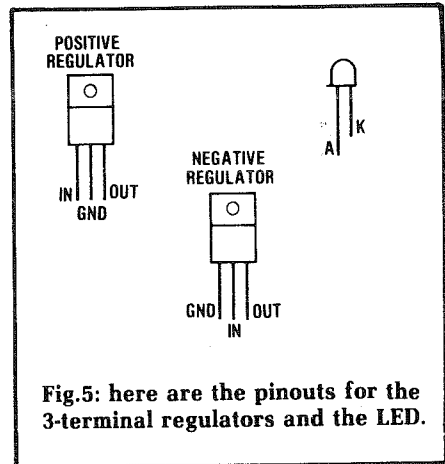 POSITIVE
REGULATOR
IN
OUT
GND
A
K
NEGATIVE
REGULATOR
GND
OUT
IN
Fig.5: here are the pinouts for the
3-terminal regulators and the LED.